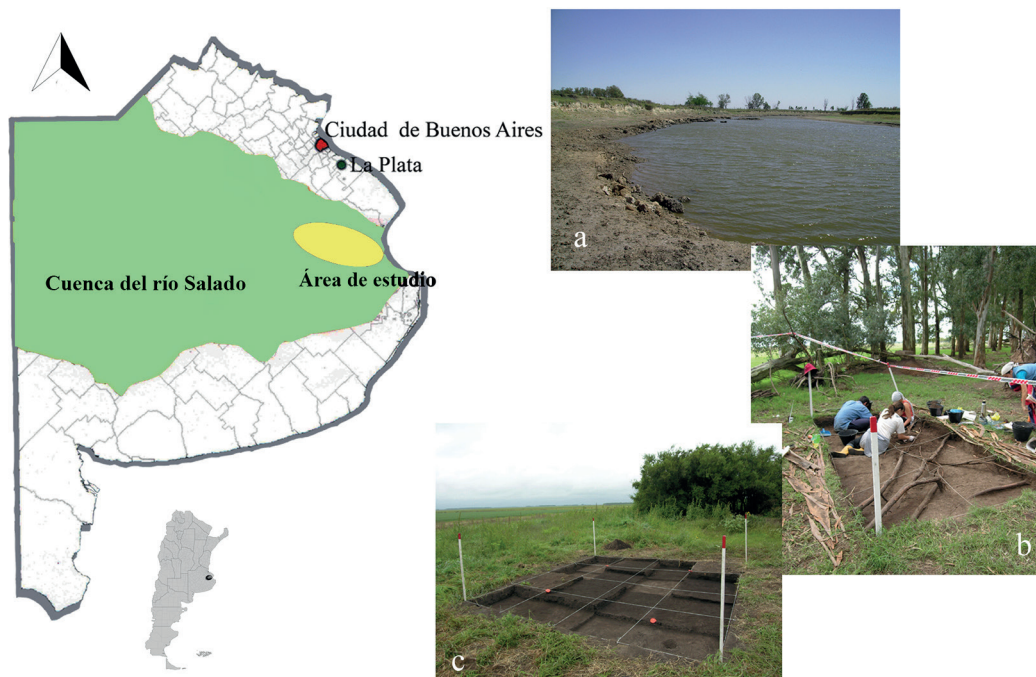 Ciudad de Buenos Aires
La Plata
Cuenca del río Salado
Área de estudio
a
b
c